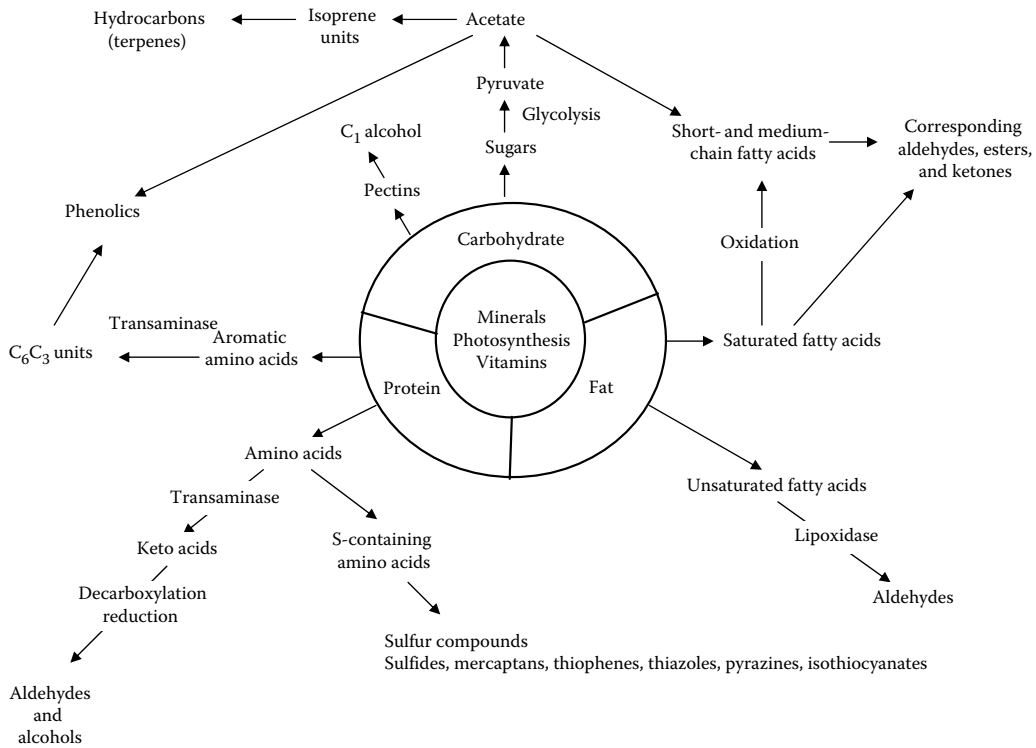 Hydrocarbons
(terpenes)
Isoprene
units
Acetate
Pyruvate
Glycolysis
Sugars
C₁ alcohol
Pectins
Short- and medium-
chain fatty acids
Corresponding
aldehydes, esters,
and ketones
Phenolics
Carbohydrate
Oxidation
Minerals
Photosynthesis
Vitamins
Transaminase
Aromatic
amino acids
C₆C₃ units
Saturated fatty acids
Protein
Fat
Amino acids
Transaminase
Keto acids
Decarboxylation
reduction
Aldehydes
and
alcohols
S-containing
amino acids
Sulfur compounds
Sulfides, mercaptans, thiophenes, thiazoles, pyrazines, isothiocyanates
Unsaturated fatty acids
Lipoxidase
Aldehydes